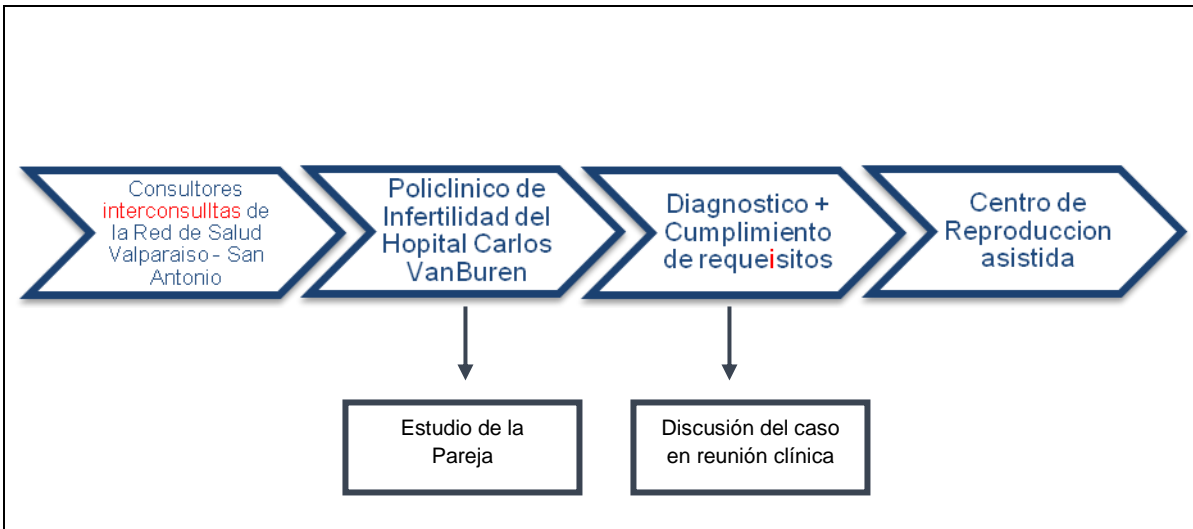 Consultores
interconsulltas de
la Red de Salud
Valparaiso - San
Antonio
Policlinico de
Infertilidad del
Hopital Carlos
VanBuren
Diagnostico +
Cumplimiento
de requeisitos
Centro de
Reproduccion
asistida
Estudio de la
Pareja
Discusión del caso
en reunión clínica